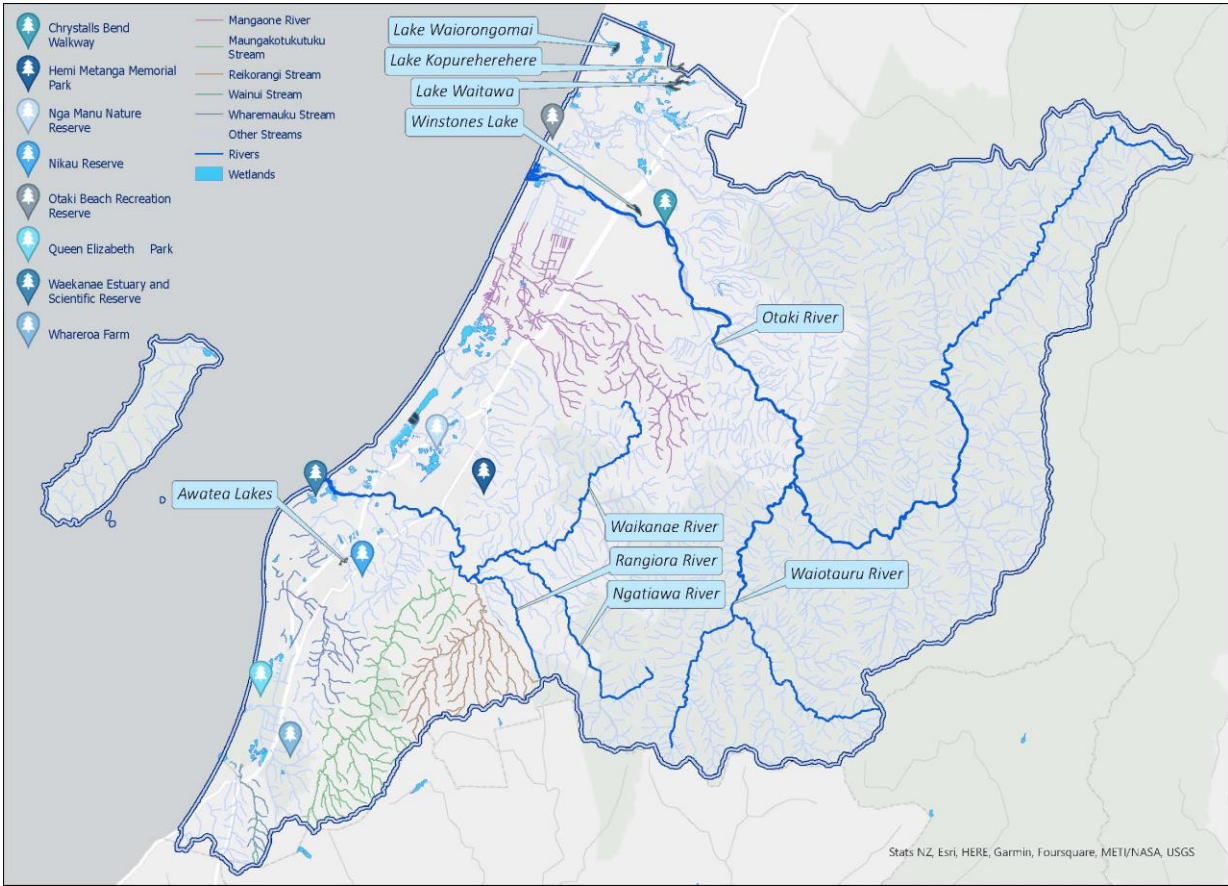 Chrystalls Bend
Walkway
Hemi Metanga Memorial
Park
Nga Manu Nature
Reserve
Nikau Reserve
Otaki Beach Recreation
Reserve
Queen Elizabeth Park
Waekanae Estuary and
Scientific Reserve
Whareroa Farm
Mangaone River
Maungakotukutuku
Stream
Reikorangi Stream
Wainui Stream
Wharemauku Stream
Other Streams
Rivers
Wetlands
Lake Waiorongomai
Lake Kopureherehere
Lake Waitawa
Winstones Lake
Otaki River
Awatea Lakes
Waikanae River
Rangiora River
Ngatiawa River
Waiotauru River
Stats NZ, Esri, HERE, Garmin, Foursquare, METI/NASA, USGS